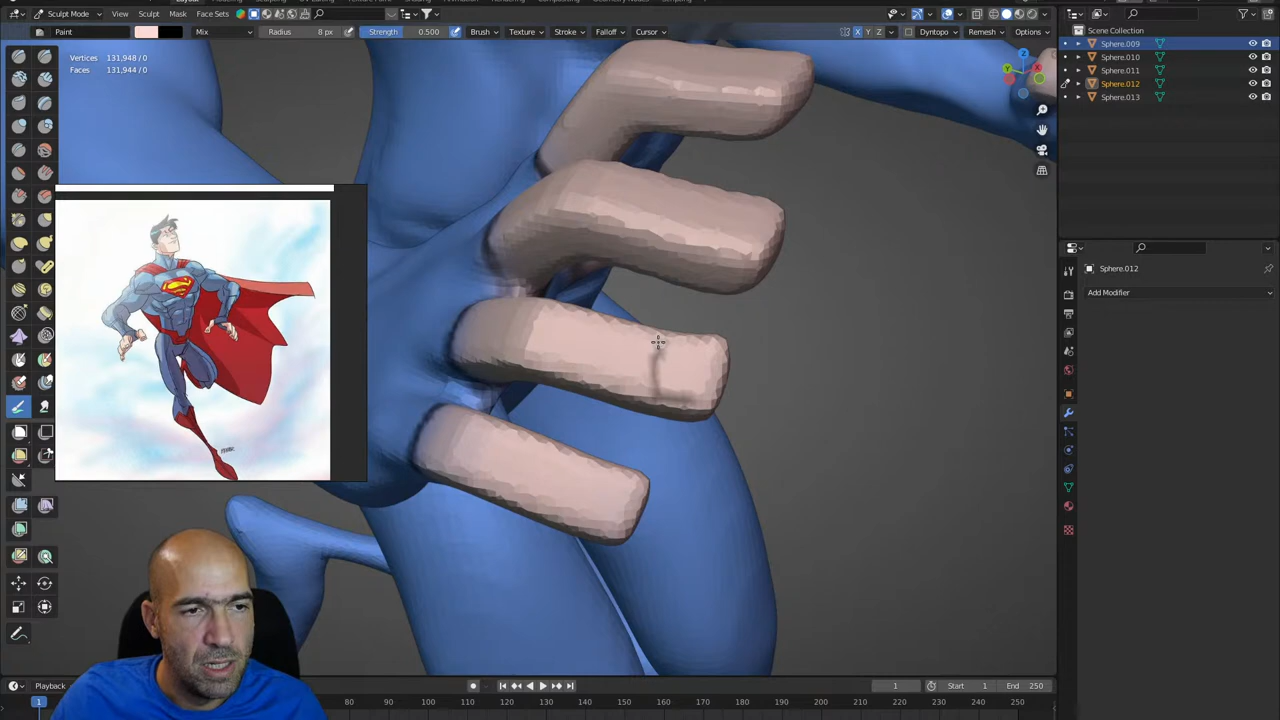 Sculpt Mode View Sculpt Mask Face Sets
Paint Mix Radius 8 px Strength 0.500 Brush Texture Stroke Falloff Cursor X Y Z Dyntopo Remesh Options
Vertices 131,948 / 0
Faces 131,944 / 0
X
Y
Z
Scene Collection
Sphere.009
Sphere.010
Sphere.011
Sphere.012
Sphere.013
Sphere.012
Add Modifier
Playback 1 Start 1 End 250
1 80 90 100 110 120 130 140 150 160 170 180 190 200 210 220 230 240 250